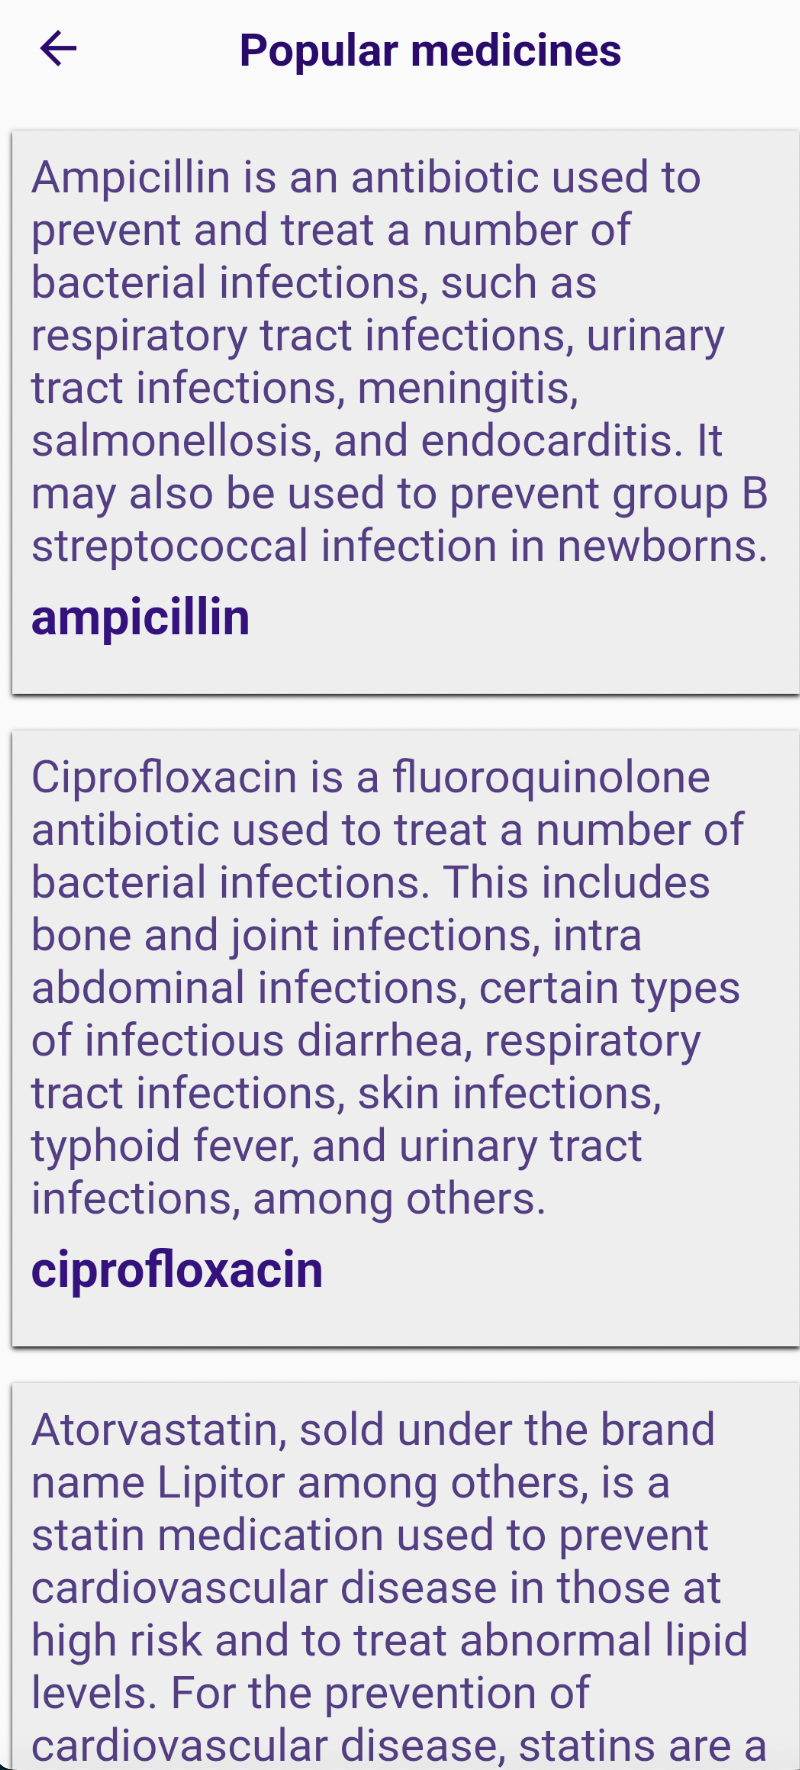 Popular medicines
Ampicillin is an antibiotic used to
prevent and treat a number of
bacterial infections, such as
respiratory tract infections, urinary
tract infections, meningitis,
salmonellosis, and endocarditis. It
may also be used to prevent group B
streptococcal infection in newborns.
ampicillin
Ciprofloxacin is a fluoroquinolone
antibiotic used to treat a number of
bacterial infections. This includes
bone and joint infections, intra
abdominal infections, certain types
of infectious diarrhea, respiratory
tract infections, skin infections,
typhoid fever, and urinary tract
infections, among others.
ciprofloxacin
Atorvastatin, sold under the brand
name Lipitor among others, is a
statin medication used to prevent
cardiovascular disease in those at
high risk and to treat abnormal lipid
levels. For the prevention of
cardiovascular disease, statins are a